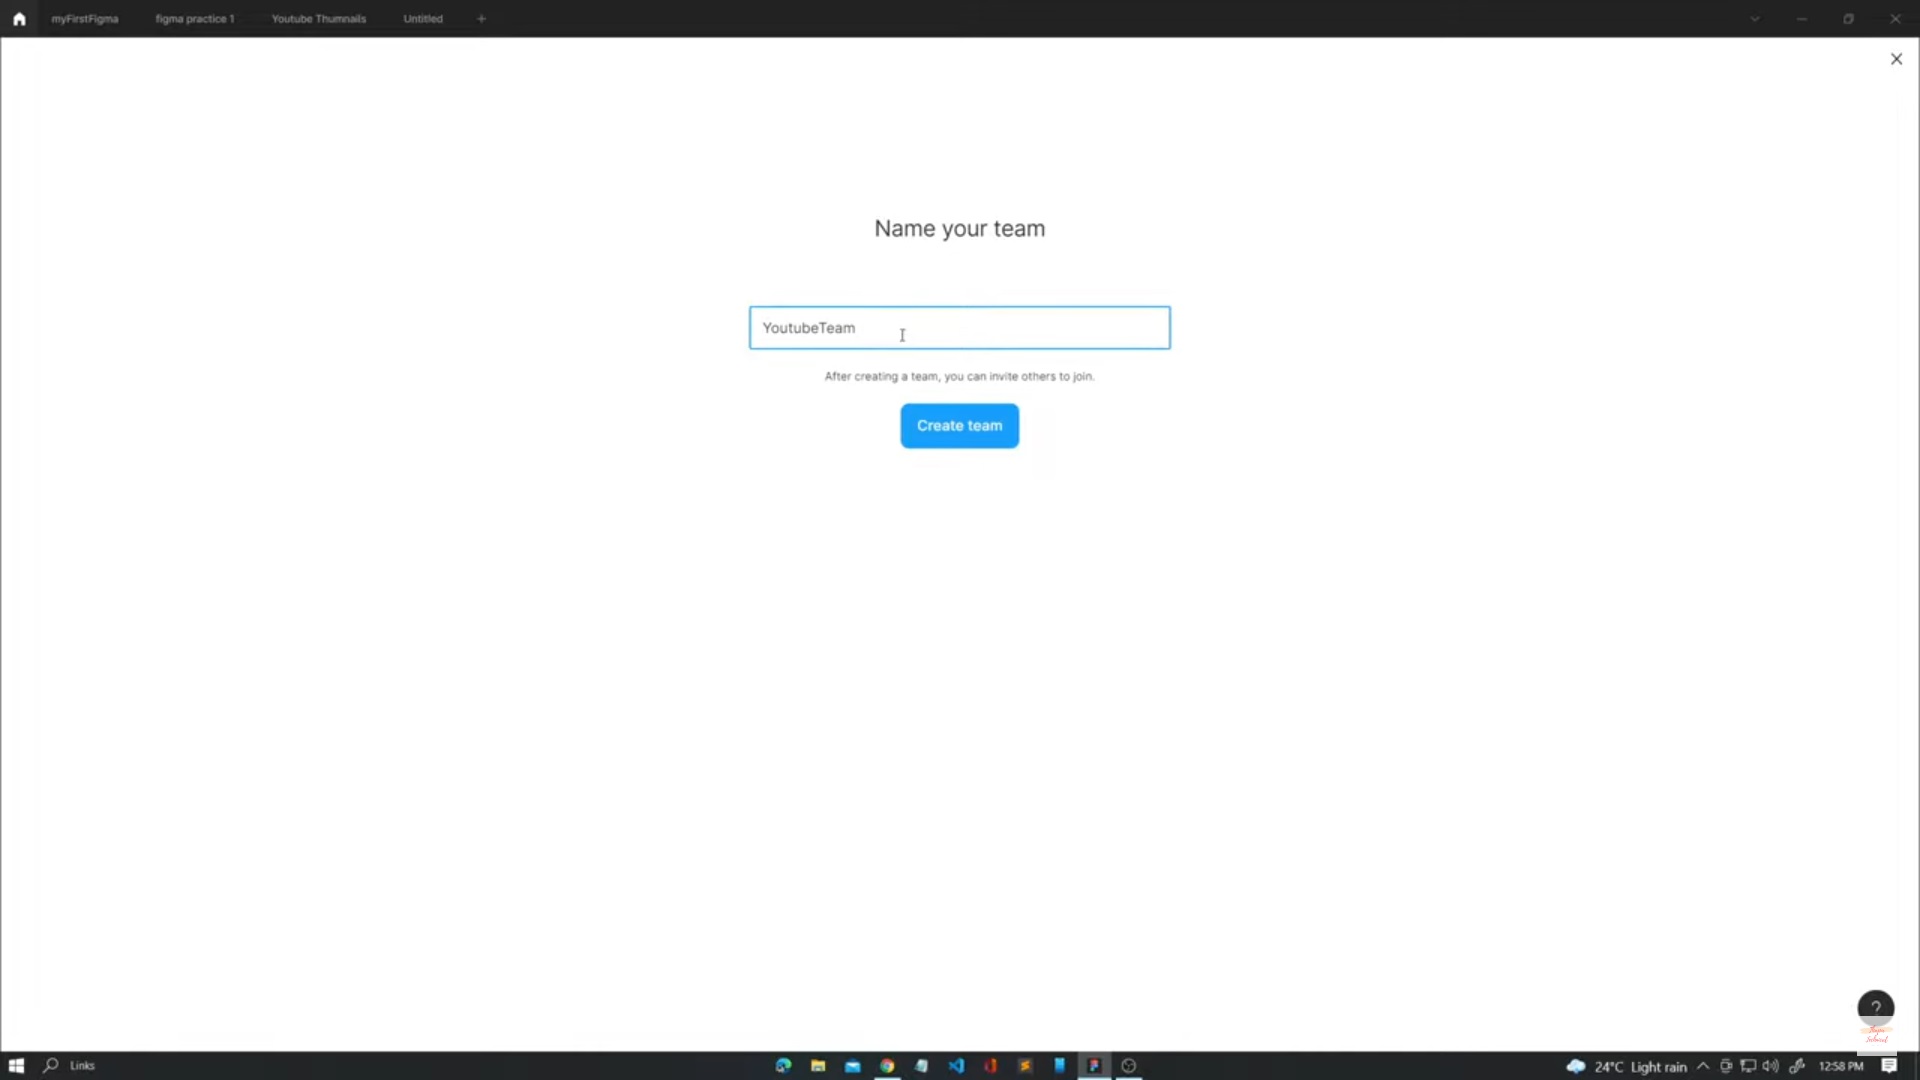 myFirstFigma
figma practice 1
Youtube Thumnails
Untitled
Name your team
YoutubeTeam
After creating a team, you can invite others to join.
Create team
?
Links
24°C Light rain
12:58 PM